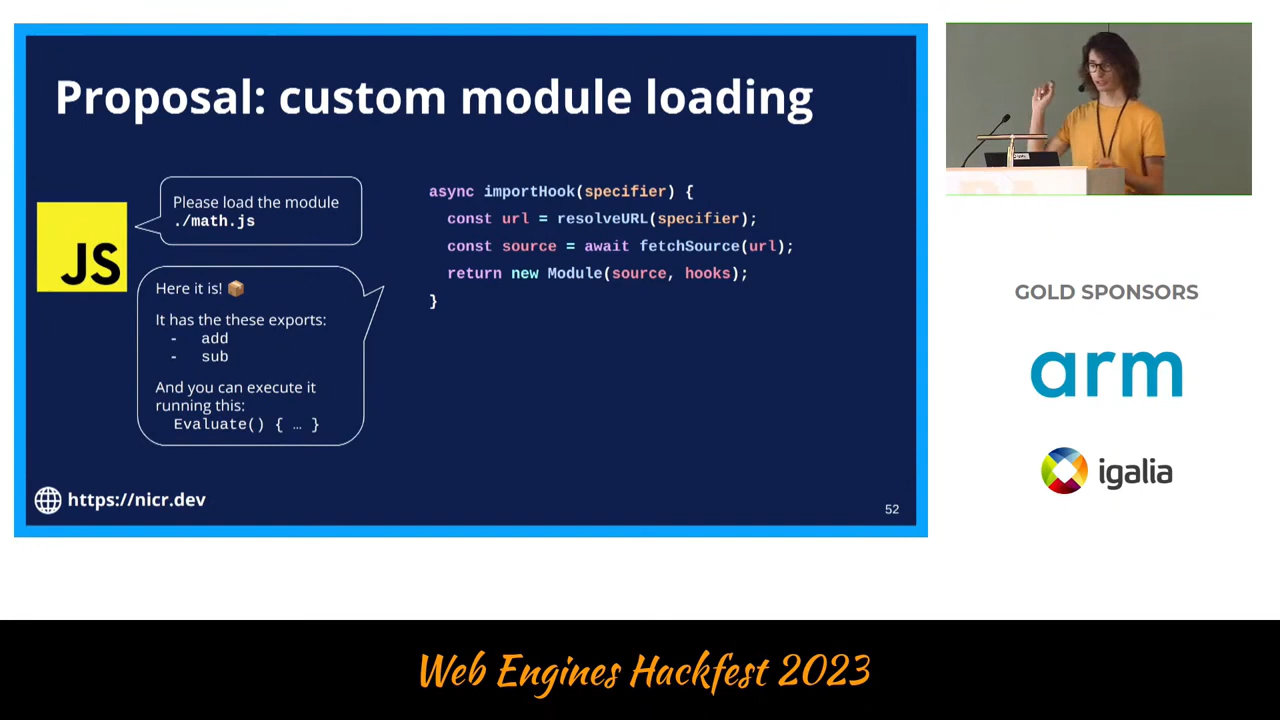 Proposal: custom module loading
JS
Please load the module
./math.js
Here it is! 📦
It has the these exports:
- add
- sub
And you can execute it
running this:
Evaluate() { … }
async importHook(specifier) {
const url = resolveURL(specifier);
const source = await fetchSource(url);
return new Module(source, hooks);
}
https://nicr.dev
52
GOLD SPONSORS
arm
igalia
Web Engines Hackfest 2023